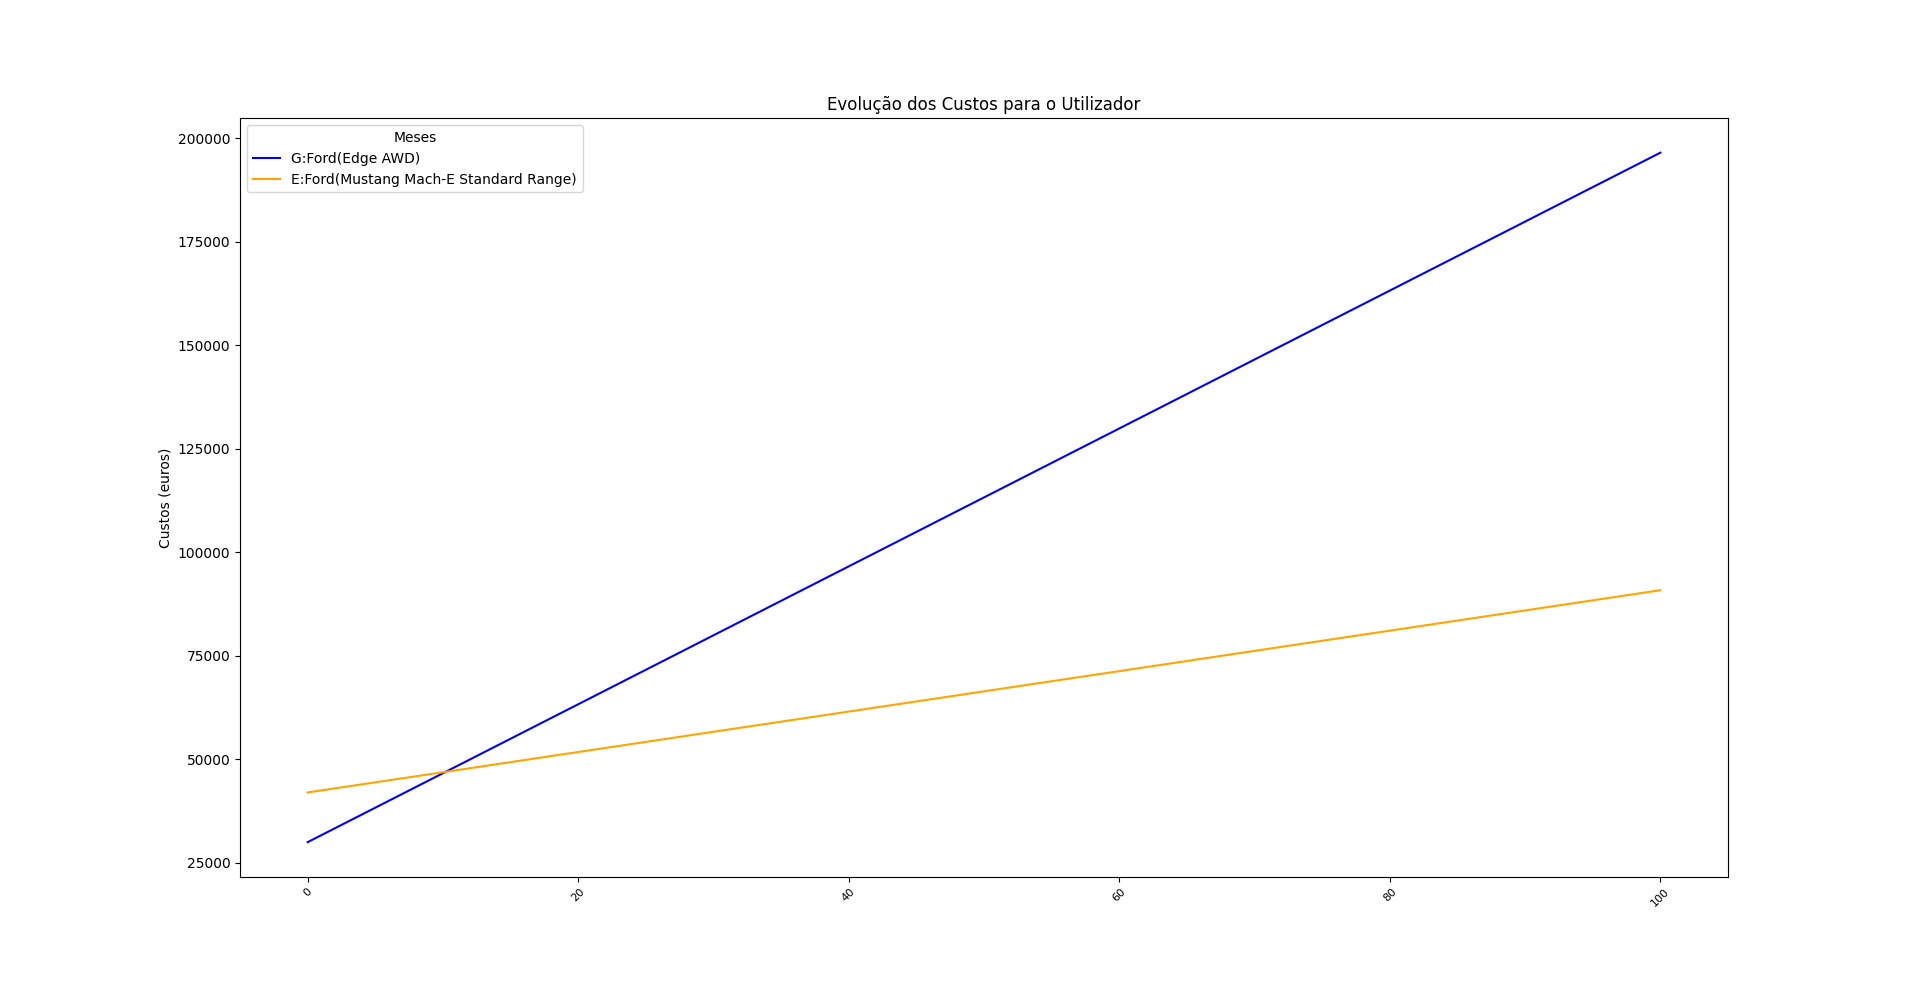 Evolução dos Custos para o Utilizador
Meses
G:Ford(Edge AWD)
E:Ford(Mustang Mach-E Standard Range)
Custos (euros)
200000
175000
150000
125000
100000
75000
50000
25000
0
20
40
60
80
100